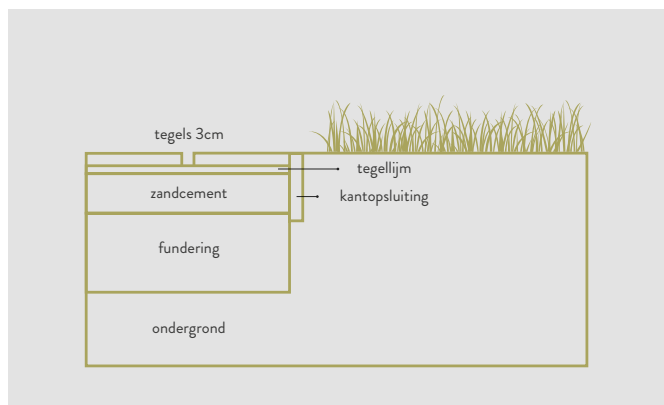 tegels 3cm
tegellijm
zandcement
kantopsluiting
fundering
ondergrond